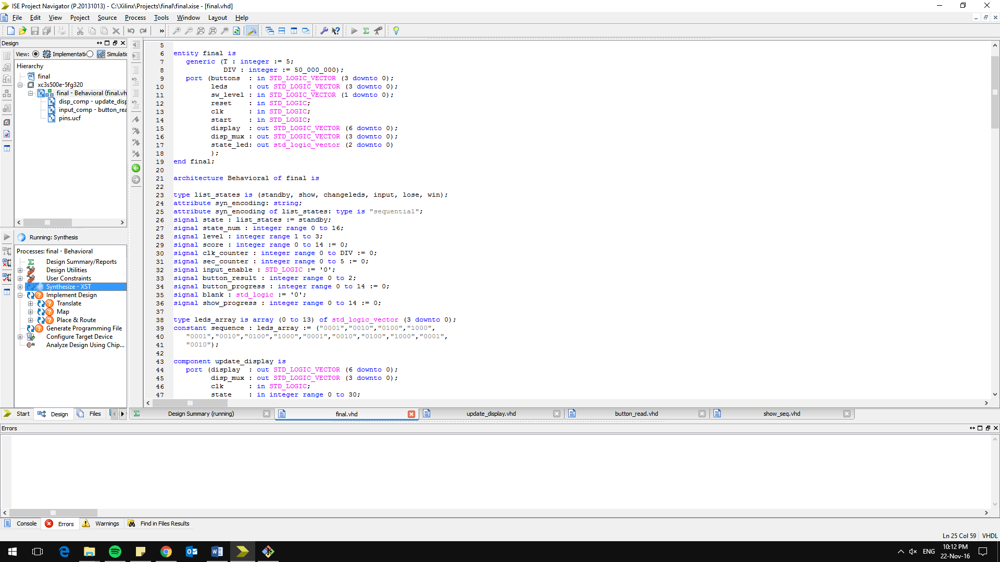 ISE Project Navigator (P.20131013) - C:\Xilinx\Projects\final\final.xise - [final.vhd]
File Edit View Project Source Process Tools Window Layout Help
Design
View: Implementati Simulatic
Hierarchy
final
xc3s500e-5fg320
final - Behavioral (final.vh
disp_comp - update_disp
input_comp - button_rea
pins.ucf
Running: Synthesis
Processes: final - Behavioral
Design Summary/Reports
Design Utilities
User Constraints
Synthesize - XST
Implement Design
Translate
Map
Place & Route
Generate Programming File
Configure Target Device
Analyze Design Using Chip...
Start Design Files
5
6 entity final is
7 generic (T : integer := 5;
8 DIV : integer := 50_000_000);
9 port (buttons : in STD_LOGIC_VECTOR (3 downto 0);
10 leds : out STD_LOGIC_VECTOR (3 downto 0);
11 sw_level : in STD_LOGIC_VECTOR (1 downto 0);
12 reset : in STD_LOGIC;
13 clk : in STD_LOGIC;
14 start : in STD_LOGIC;
15 display : out STD_LOGIC_VECTOR (6 downto 0);
16 disp_mux : out STD_LOGIC_VECTOR (3 downto 0);
17 state_led: out std_logic_vector (2 downto 0)
18 );
19 end final;
20
21 architecture Behavioral of final is
22
23 type list_states is (standby, show, changeleds, input, lose, win);
24 attribute syn_encoding: string;
25 attribute syn_encoding of list_states: type is "sequential";
26 signal state : list_states := standby;
27 signal state_num : integer range 0 to 16;
28 signal level : integer range 1 to 3;
29 signal score : integer range 0 to 14 := 0;
30 signal clk_counter : integer range 0 to DIV := 0;
31 signal sec_counter : integer range 0 to 5 := 0;
32 signal input_enable : STD_LOGIC := '0';
33 signal button_result : integer range 0 to 2;
34 signal button_progress : integer range 0 to 14 := 0;
35 signal blank : std_logic := '0';
36 signal show_progress : integer range 0 to 14 := 0;
37
38 type leds_array is array (0 to 13) of std_logic_vector (3 downto 0);
39 constant sequence : leds_array := ("0001","0010","0100","1000",
40 "0001","0010","0100","1000","0001","0010","0100","1000","0001",
41 "0010");
42
43 component update_display is
44 port (display : out STD_LOGIC_VECTOR (6 downto 0);
45 disp_mux : out STD_LOGIC_VECTOR (3 downto 0);
46 clk : in STD_LOGIC;
47 state : in integer range 0 to 30;
Design Summary (running) final.vhd update_display.vhd button_read.vhd show_seq.vhd
Errors
Console Errors Warnings Find in Files Results
Ln 25 Col 59 VHDL
ENG
10:12 PM
22-Nov-16